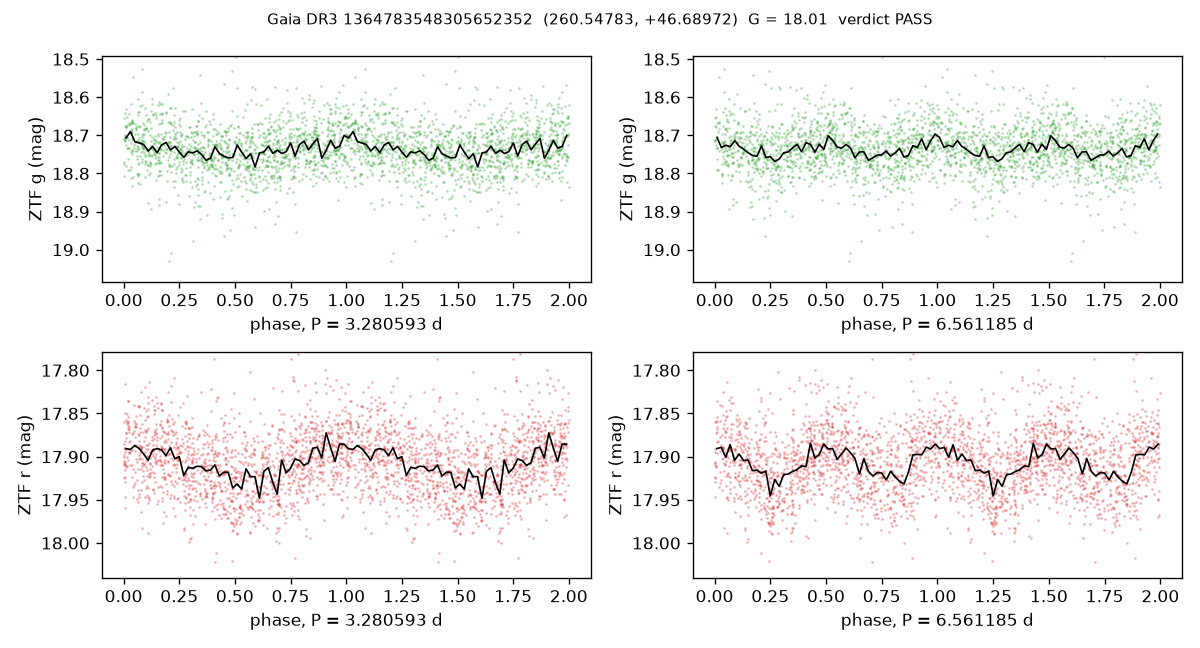 Gaia DR3 1364783548305652352  (260.54783, +46.68972)  G = 18.01  verdict PASS
ZTF g (mag)
18.5
18.6
18.7
18.8
18.9
19.0
0.00 0.25 0.50 0.75 1.00 1.25 1.50 1.75 2.00
phase, P = 3.280593 d
ZTF g (mag)
18.5
18.6
18.7
18.8
18.9
19.0
0.00 0.25 0.50 0.75 1.00 1.25 1.50 1.75 2.00
phase, P = 6.561185 d
ZTF r (mag)
17.80
17.85
17.90
17.95
18.00
0.00 0.25 0.50 0.75 1.00 1.25 1.50 1.75 2.00
phase, P = 3.280593 d
ZTF r (mag)
17.80
17.85
17.90
17.95
18.00
0.00 0.25 0.50 0.75 1.00 1.25 1.50 1.75 2.00
phase, P = 6.561185 d